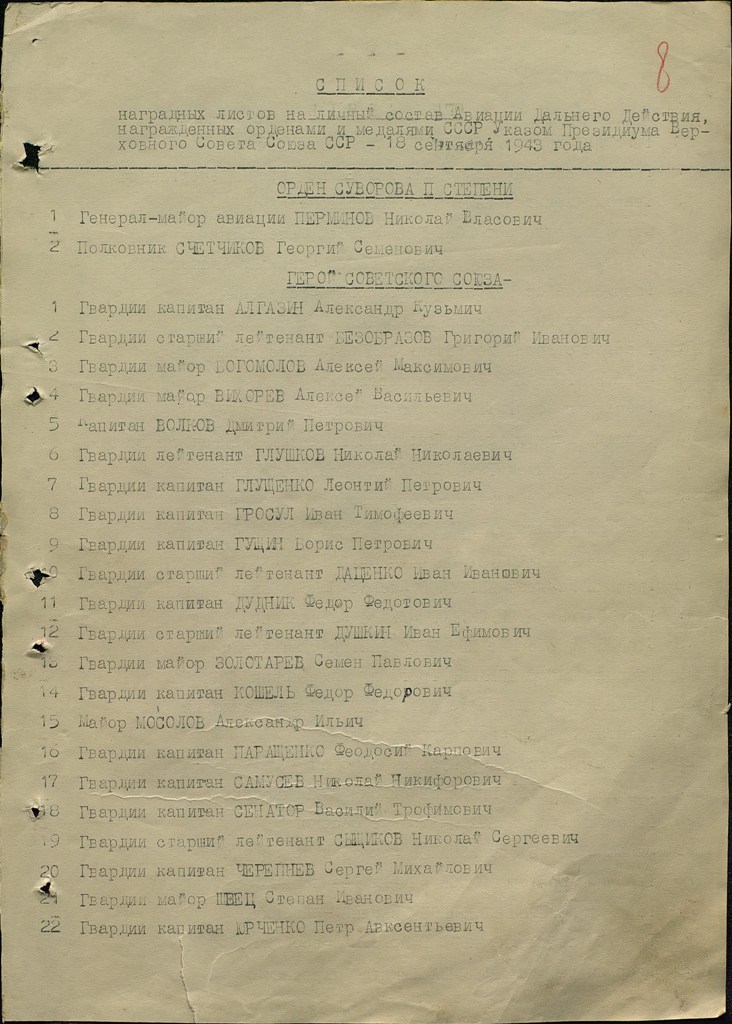 8
СПИСОК
наградных листов на личный состав Авиации Дальнего Действия,
награжденных орденами и медалями СССР Указом Президиума Вер-
ховного Совета Союза ССР - 18 сентября 1943 года
ОРДЕН СУВОРОВА П СТЕПЕНИ
1 Генерал-майор авиации ПЕРМИНОВ Николай Власович
2 Полковник СЧЕТЧИКОВ Георгий Семенович
ГЕРОЙ СОВЕТСКОГО СОЮЗА-
1 Гвардии капитан АЛГАЗИН Александр Кузьмич
2 Гвардии старший лейтенант БЕЗОБРАЗОВ Григорий Иванович
3 Гвардии майор БОГОМОЛОВ Алексей Максимович
4 Гвардии майор ВИХОРЕВ Алексей Васильевич
5 Капитан ВОЛКОВ Дмитрий Петрович
6 Гвардии лейтенант ГЛУШКОВ Николай Николаевич
7 Гвардии капитан ГЛУЩЕНКО Леонтий Петрович
8 Гвардии капитан ГРОСУЛ Иван Тимофеевич
9 Гвардии капитан ГУЩИН Борис Петрович
10 Гвардии старший лейтенант ДАЦЕНКО Иван Иванович
11 Гвардии капитан ДУДНИК Федор Федотович
12 Гвардии старший лейтенант ДУШКИН Иван Ефимович
13 Гвардии майор ЗОЛОТАРЕВ Семен Павлович
14 Гвардии капитан КОШЕЛЬ Федор Федорович
15 Майор МОСОЛОВ Александр Ильич
16 Гвардии капитан ПАРАЩЕНКО Феодосий Карпович
17 Гвардии капитан САМУСЕВ Николай Никифорович
18 Гвардии капитан СЕНАТОР Василий Трофимович
19 Гвардии старший лейтенант СЫЩИКОВ Николай Сергеевич
20 Гвардии капитан ЧЕРЕПНЕВ Сергей Михайлович
21 Гвардии майор ШВЕЦ Степан Иванович
22 Гвардии капитан ЮРЧЕНКО Петр Авксентьевич